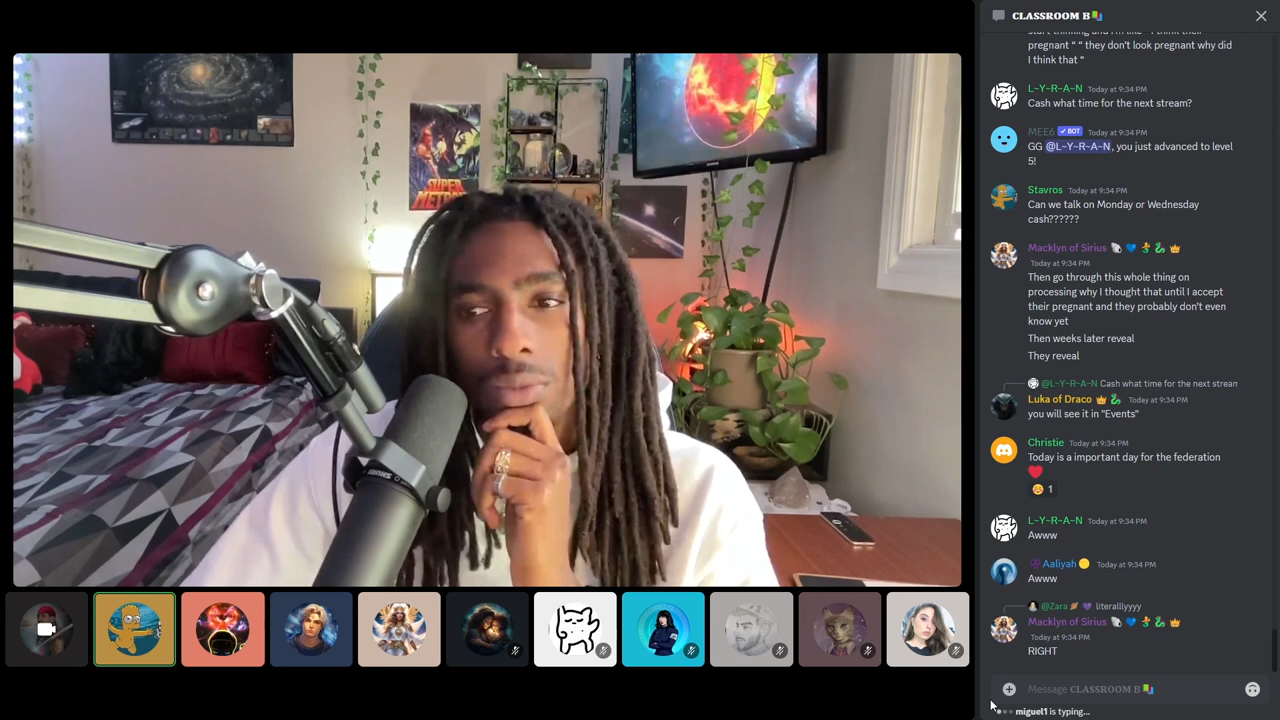 CLASSROOM B
start thinking and I'm like " I think their
pregnant " " they don't look pregnant why did
I think that "
L~Y~R~A~N Today at 9:34 PM
Cash what time for the next stream?
MEE6 BOT Today at 9:34 PM
GG @L~Y~R~A~N, you just advanced to level
5!
Stavros Today at 9:34 PM
Can we talk on Monday or Wednesday
cash??????
Macklyn of Sirius
Today at 9:34 PM
Then go through this whole thing on
processing why I thought that until I accept
their pregnant and they probably don't even
know yet
Then weeks later reveal
They reveal
@L~Y~R~A~N Cash what time for the next stream
Luka of Draco Today at 9:34 PM
you will see it in "Events"
Christie Today at 9:34 PM
Today is a important day for the federation
1
L~Y~R~A~N Today at 9:34 PM
Awww
Aaliyah Today at 9:34 PM
Awww
@Zara literalllyyyy
Macklyn of Sirius
Today at 9:34 PM
RIGHT
Message CLASSROOM B
miguel1 is typing...
SUPER
METROID
SAMSUNG